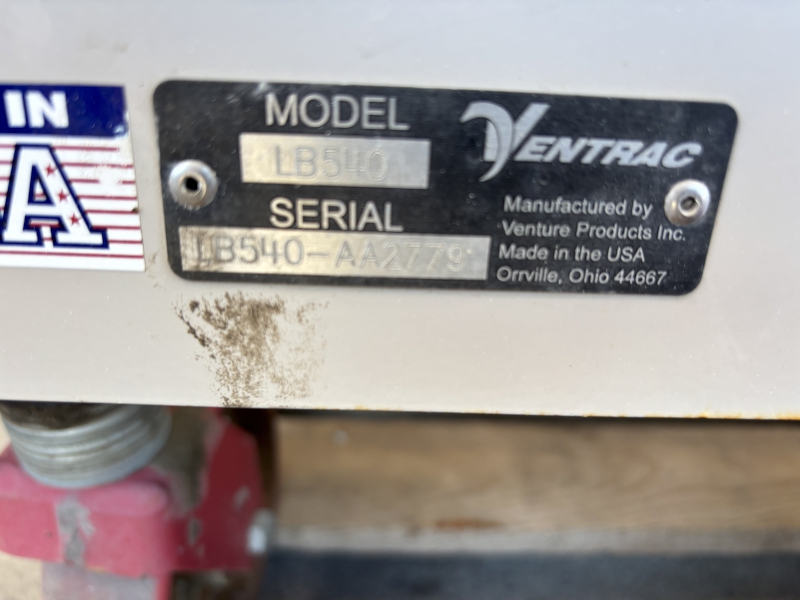 IN
A
MODEL
LB540
VENTRAC
SERIAL
LB540-AA2779
Manufactured by
Venture Products Inc.
Made in the USA
Orrville, Ohio 44667